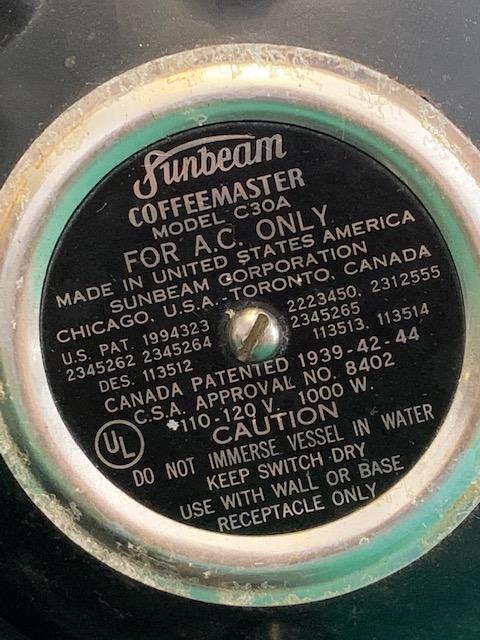 Sunbeam
COFFEEMASTER
MODEL C30A
FOR A.C. ONLY
MADE IN UNITED STATES AMERICA
SUNBEAM CORPORATION
CHICAGO, U.S.A.-TORONTO, CANADA
U.S. PAT. 1994323 2223450, 2312555
2345262 2345264 2345265
DES. 113512 113513, 113514
CANADA PATENTED 1939-42-44
C.S.A. APPROVAL NO. 8402
*110-120 V. 1000 W.
UL CAUTION
DO NOT IMMERSE VESSEL IN WATER
KEEP SWITCH DRY
USE WITH WALL OR BASE
RECEPTACLE ONLY